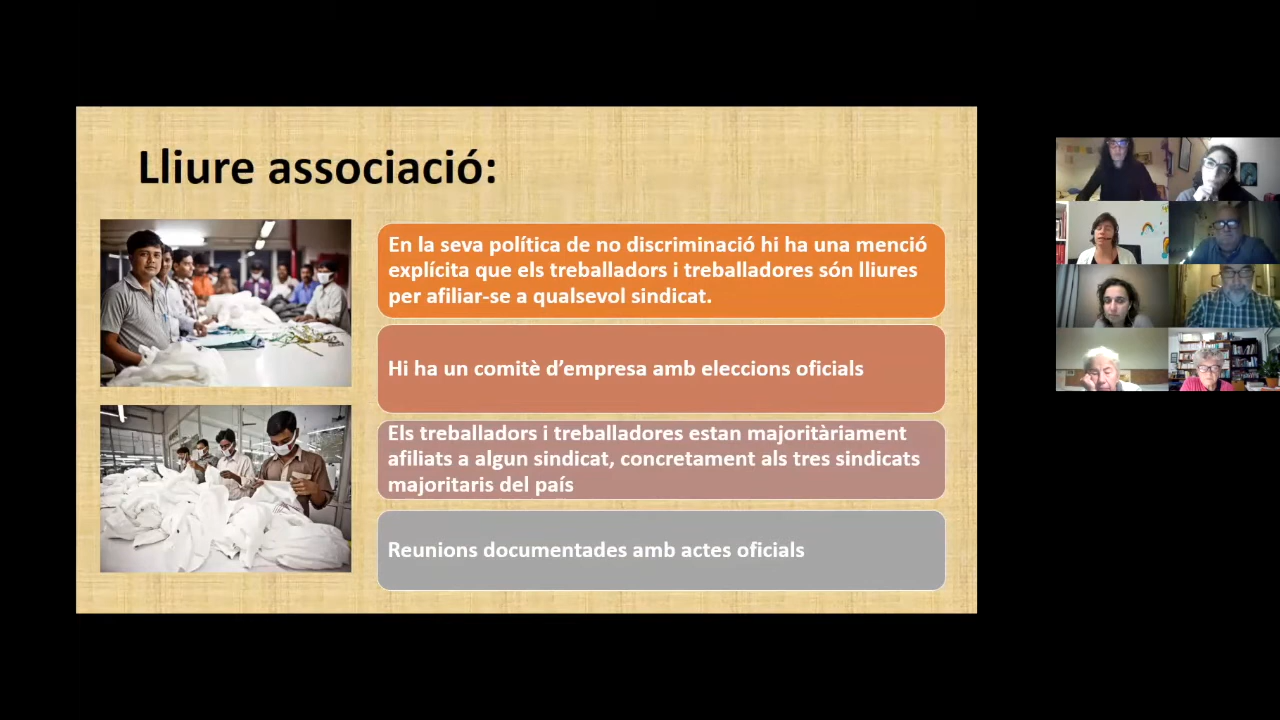 Lliure associació:
En la seva política de no discriminació hi ha una menció
explícita que els treballadors i treballadores són lliures
per afiliar-se a qualsevol sindicat.
Hi ha un comitè d’empresa amb eleccions oficials
Els treballadors i treballadores estan majoritàriament
afiliats a algun sindicat, concretament als tres sindicats
majoritaris del país
Reunions documentades amb actes oficials